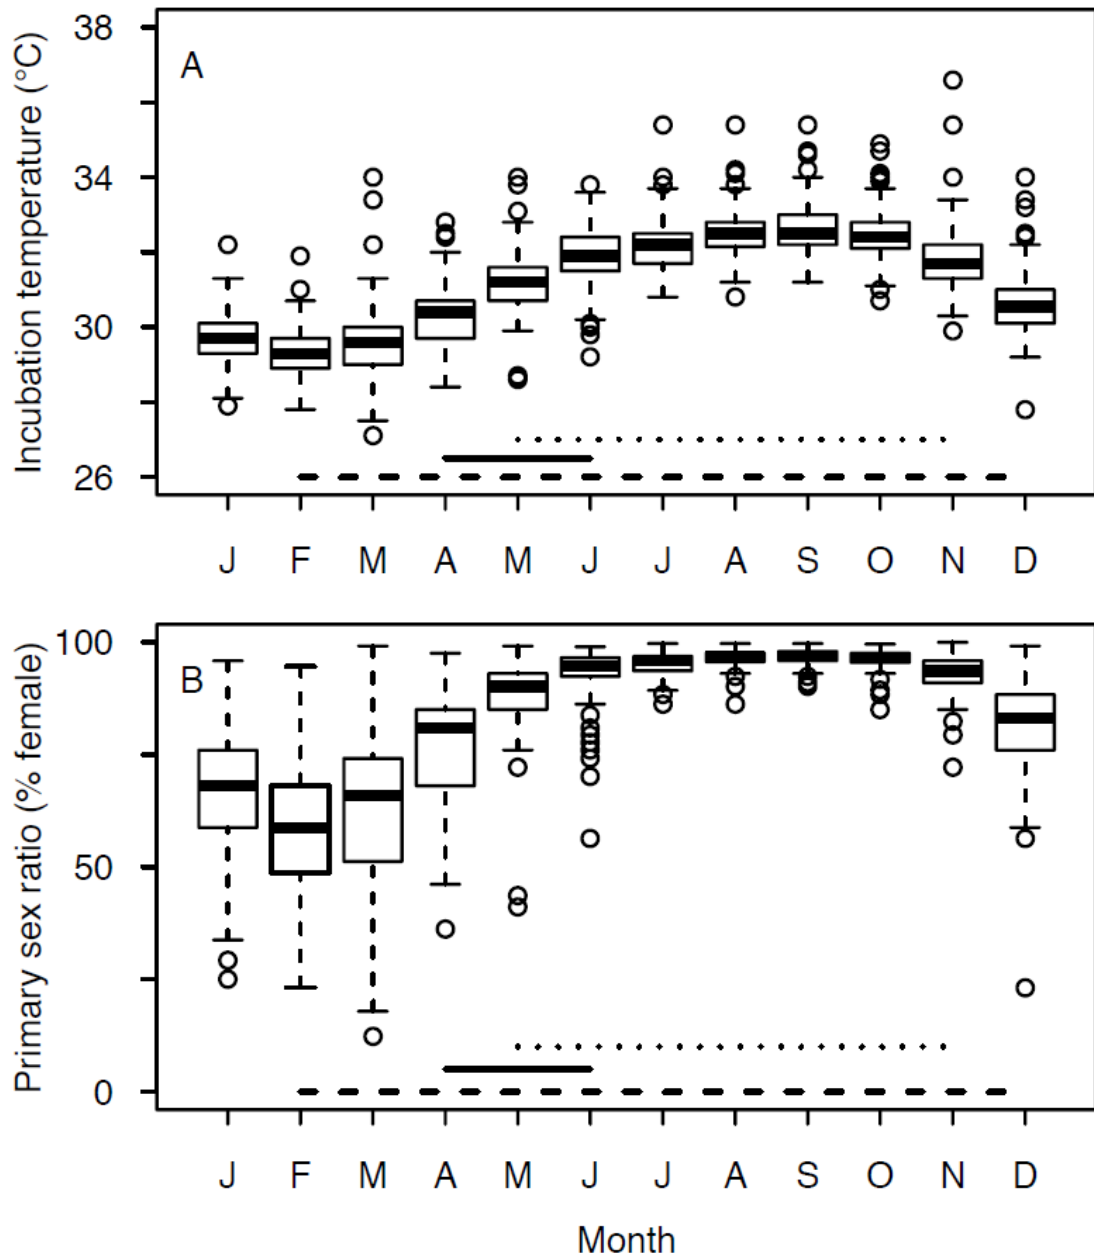 Incubation temperature (°C)
38
34
30
26
A
J F M A M J J A S O N D
Primary sex ratio (% female)
100
50
0
B
J F M A M J J A S O N D
Month